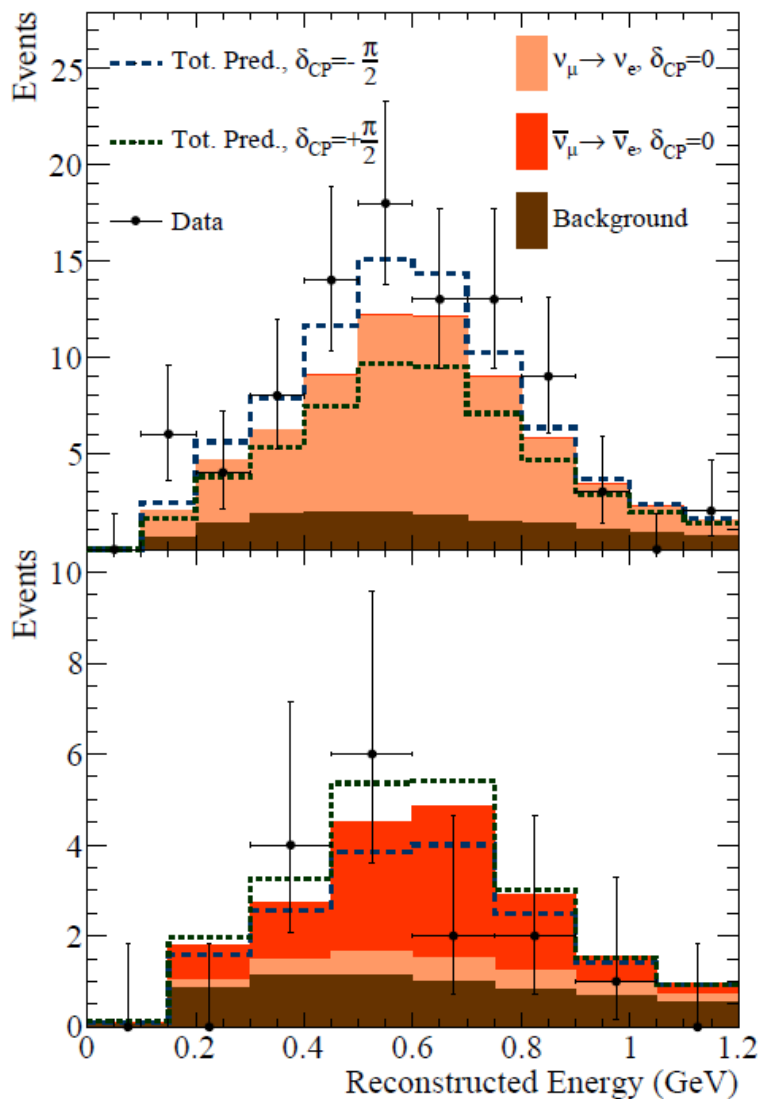 Events
25
20
15
10
5
Tot. Pred., δCP=-π/2
Tot. Pred., δCP=+π/2
Data
νμ→ νe, δCP=0
ν̅μ→ ν̅e, δCP=0
Background
Events
10
8
6
4
2
0
0 0.2 0.4 0.6 0.8 1 1.2
Reconstructed Energy (GeV)